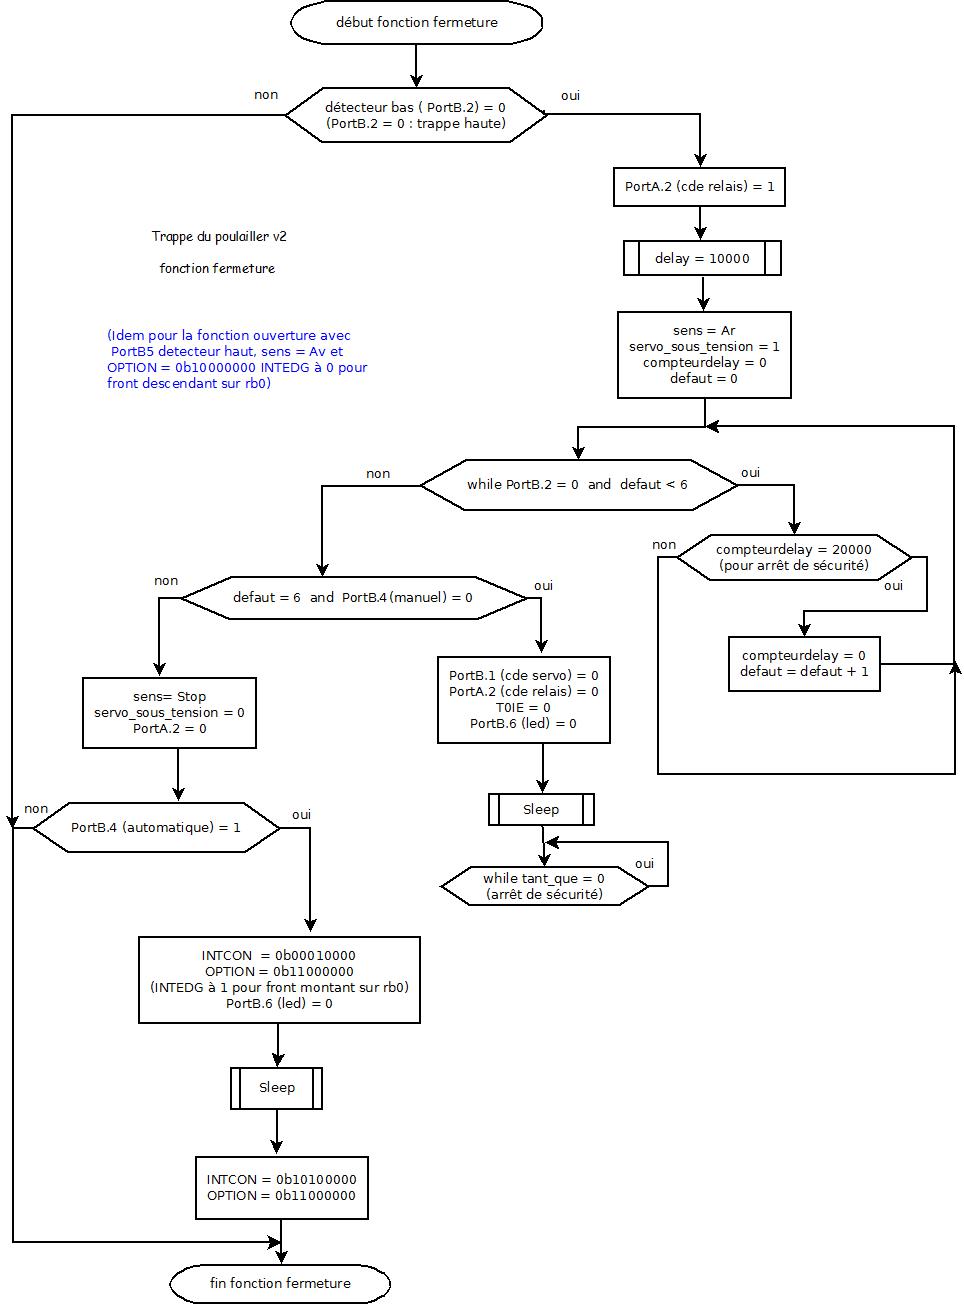 début fonction fermeture
non
oui
détecteur bas ( PortB.2) = 0
(PortB.2 = 0 : trappe haute)
PortA.2 (cde relais) = 1
Trappe du poulailler v2
fonction fermeture
delay = 10000
(Idem pour la fonction ouverture avec
PortB5 detecteur haut, sens = Av et
OPTION = 0b10000000 INTEDG à 0 pour
front descendant sur rb0)
sens = Ar
servo_sous_tension = 1
compteurdelay = 0
defaut = 0
non
while PortB.2 = 0 and defaut < 6
oui
non
compteurdelay = 20000
(pour arrêt de sécurité)
oui
non
defaut = 6 and PortB.4(manuel) = 0
oui
compteurdelay = 0
defaut = defaut + 1
sens= Stop
servo_sous_tension = 0
PortA.2 = 0
PortB.1 (cde servo) = 0
PortA.2 (cde relais) = 0
T0IE = 0
PortB.6 (led) = 0
non
PortB.4 (automatique) = 1
oui
Sleep
oui
while tant_que = 0
(arrêt de sécurité)
INTCON = 0b00010000
OPTION = 0b11000000
(INTEDG à 1 pour front montant sur rb0)
PortB.6 (led) = 0
Sleep
INTCON = 0b10100000
OPTION = 0b11000000
fin fonction fermeture